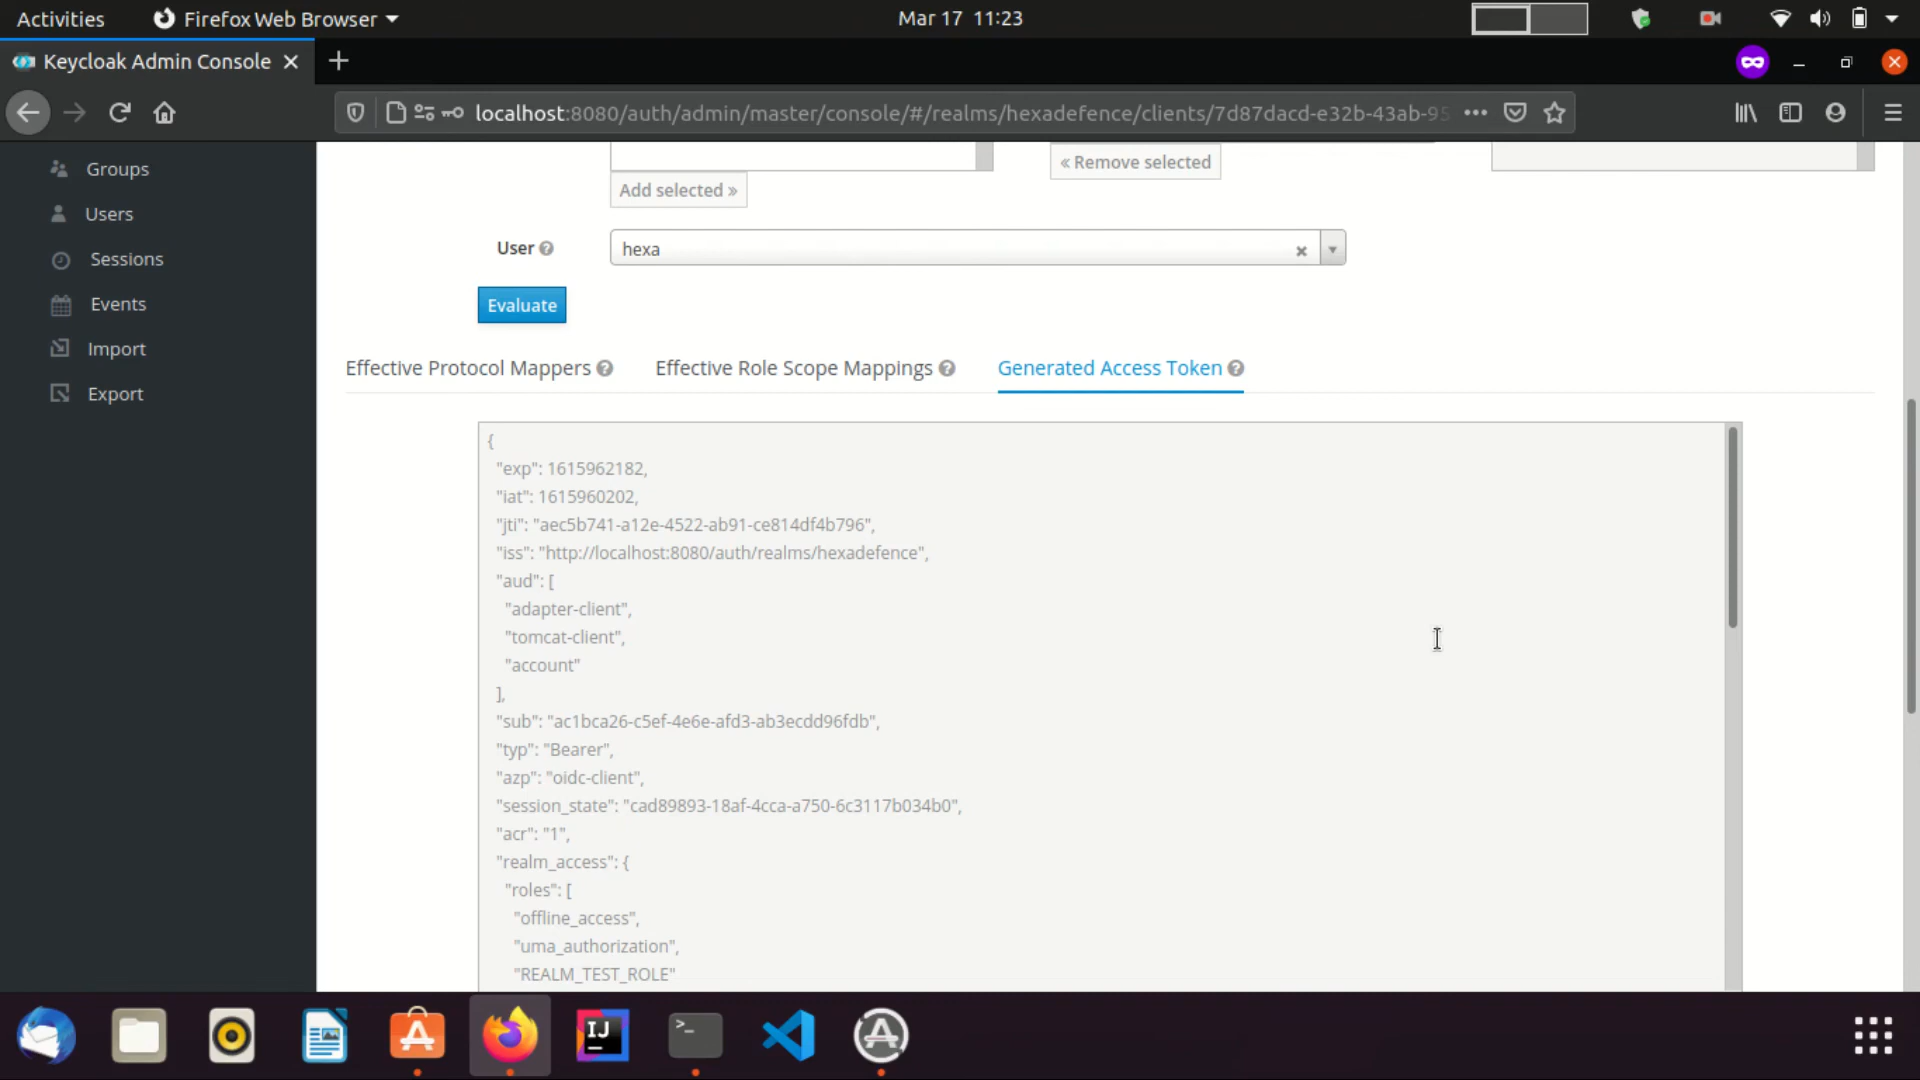 Activities
Firefox Web Browser
Mar 17 11:23
Keycloak Admin Console
localhost:8080/auth/admin/master/console/#/realms/hexadefence/clients/7d87dacd-e32b-43ab-95
Groups
Users
Sessions
Events
Import
Export
« Remove selected
Add selected »
User
hexa
Evaluate
Effective Protocol Mappers
Effective Role Scope Mappings
Generated Access Token
{
"exp": 1615962182,
"iat": 1615960202,
"jti": "aec5b741-a12e-4522-ab91-ce814df4b796",
"iss": "http://localhost:8080/auth/realms/hexadefence",
"aud": [
"adapter-client",
"tomcat-client",
"account"
],
"sub": "ac1bca26-c5ef-4e6e-afd3-ab3ecdd96fdb",
"typ": "Bearer",
"azp": "oidc-client",
"session_state": "cad89893-18af-4cca-a750-6c3117b034b0",
"acr": "1",
"realm_access": {
"roles": [
"offline_access",
"uma_authorization",
"REALM_TEST_ROLE"
IJ